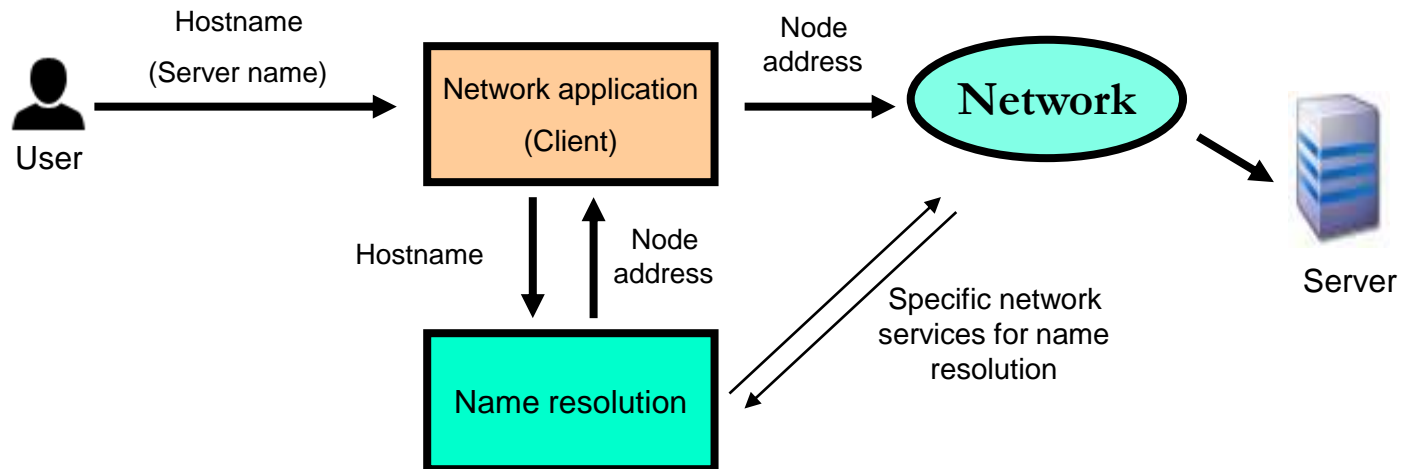 Hostname
(Server name)
User
Network application
(Client)
Node
address
Network
Server
Hostname
Node
address
Name resolution
Specific network
services for name
resolution